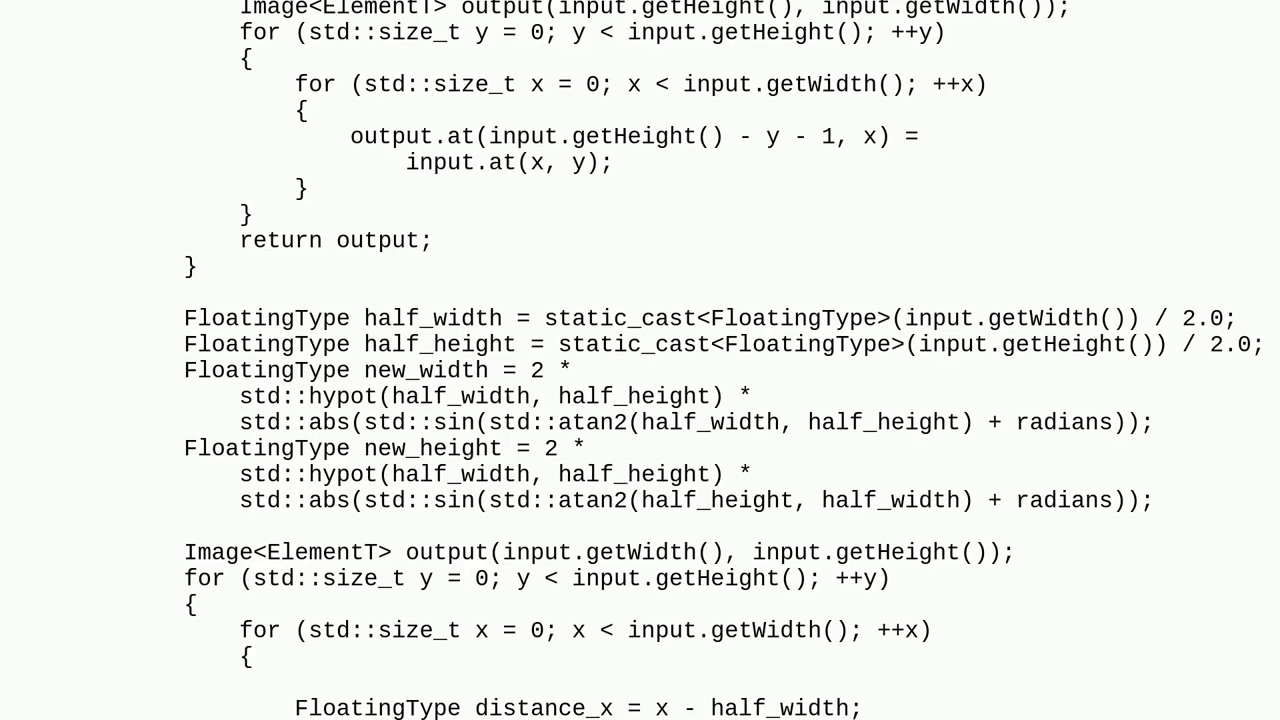 Image<ElementT> output(input.getHeight(), input.getWidth());
for (std::size_t y = 0; y < input.getHeight(); ++y)
{
for (std::size_t x = 0; x < input.getWidth(); ++x)
{
output.at(input.getHeight() - y - 1, x) =
input.at(x, y);
}
}
return output;
}
FloatingType half_width = static_cast<FloatingType>(input.getWidth()) / 2.0;
FloatingType half_height = static_cast<FloatingType>(input.getHeight()) / 2.0;
FloatingType new_width = 2 *
std::hypot(half_width, half_height) *
std::abs(std::sin(std::atan2(half_width, half_height) + radians));
FloatingType new_height = 2 *
std::hypot(half_width, half_height) *
std::abs(std::sin(std::atan2(half_height, half_width) + radians));
Image<ElementT> output(input.getWidth(), input.getHeight());
for (std::size_t y = 0; y < input.getHeight(); ++y)
{
for (std::size_t x = 0; x < input.getWidth(); ++x)
{
FloatingType distance_x = x - half_width;